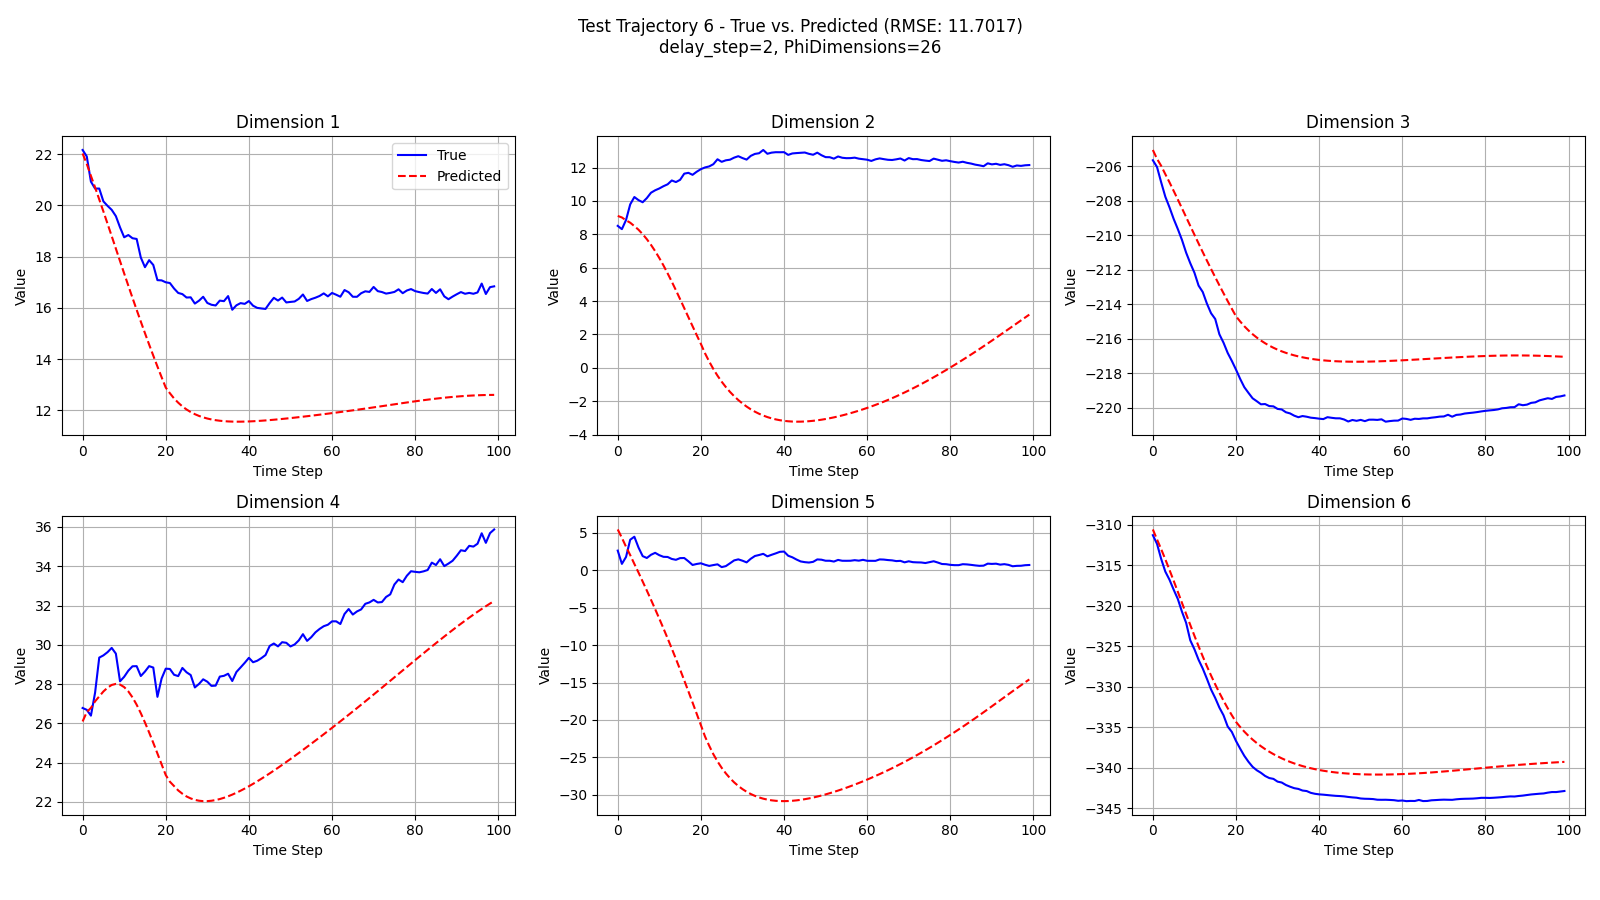 Test Trajectory 6 - True vs. Predicted (RMSE: 11.7017)
delay_step=2, PhiDimensions=26
Dimension 1
Value
22
20
18
16
14
12
True
Predicted
0 20 40 60 80 100
Time Step
Dimension 2
Value
12
10
8
6
4
2
0
−2
−4
0 20 40 60 80 100
Time Step
Dimension 3
Value
−206
−208
−210
−212
−214
−216
−218
−220
0 20 40 60 80 100
Time Step
Dimension 4
Value
36
34
32
30
28
26
24
22
0 20 40 60 80 100
Time Step
Dimension 5
Value
5
0
−5
−10
−15
−20
−25
−30
0 20 40 60 80 100
Time Step
Dimension 6
Value
−310
−315
−320
−325
−330
−335
−340
−345
0 20 40 60 80 100
Time Step